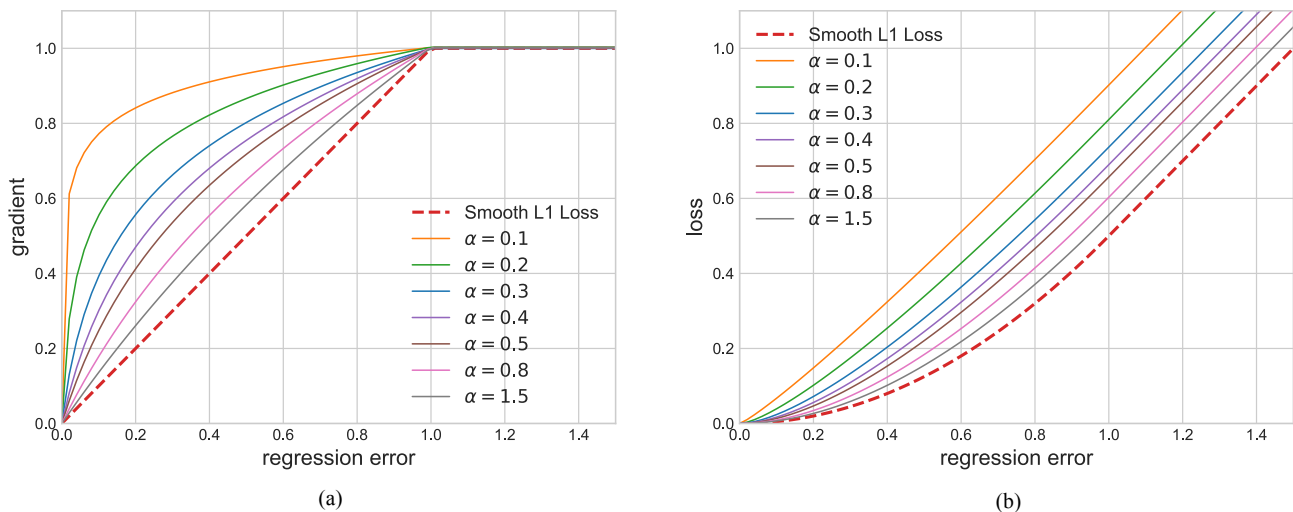 1.0
0.8
0.6
0.4
0.2
0.0
gradient
Smooth L1 Loss
α = 0.1
α = 0.2
α = 0.3
α = 0.4
α = 0.5
α = 0.8
α = 1.5
0.0 0.2 0.4 0.6 0.8 1.0 1.2 1.4
regression error
(a)
1.0
0.8
0.6
0.4
0.2
0.0
loss
Smooth L1 Loss
α = 0.1
α = 0.2
α = 0.3
α = 0.4
α = 0.5
α = 0.8
α = 1.5
0.0 0.2 0.4 0.6 0.8 1.0 1.2 1.4
regression error
(b)